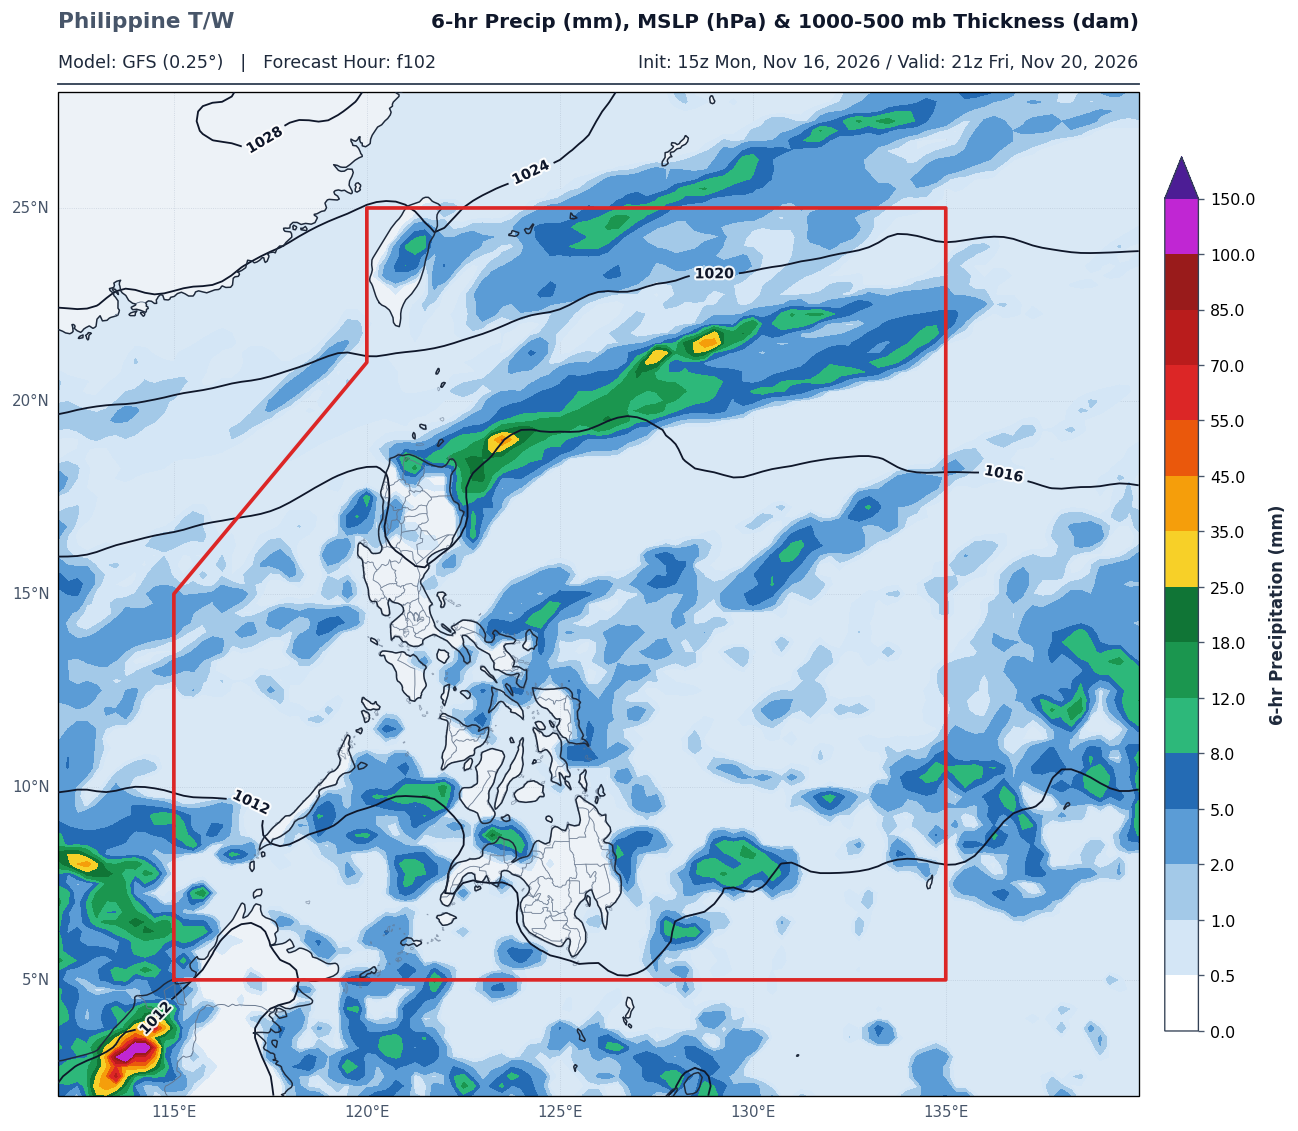 Philippine T/W
6-hr Precip (mm), MSLP (hPa) & 1000-500 mb Thickness (dam)
Model: GFS (0.25°) | Forecast Hour: f102
Init: 15z Mon, Nov 16, 2026 / Valid: 21z Fri, Nov 20, 2026
1028
1024
1020
1016
1012
1012
25°N
20°N
15°N
10°N
5°N
115°E
120°E
125°E
130°E
135°E
150.0
100.0
85.0
70.0
55.0
45.0
35.0
25.0
18.0
12.0
8.0
5.0
2.0
1.0
0.5
0.0
6-hr Precipitation (mm)